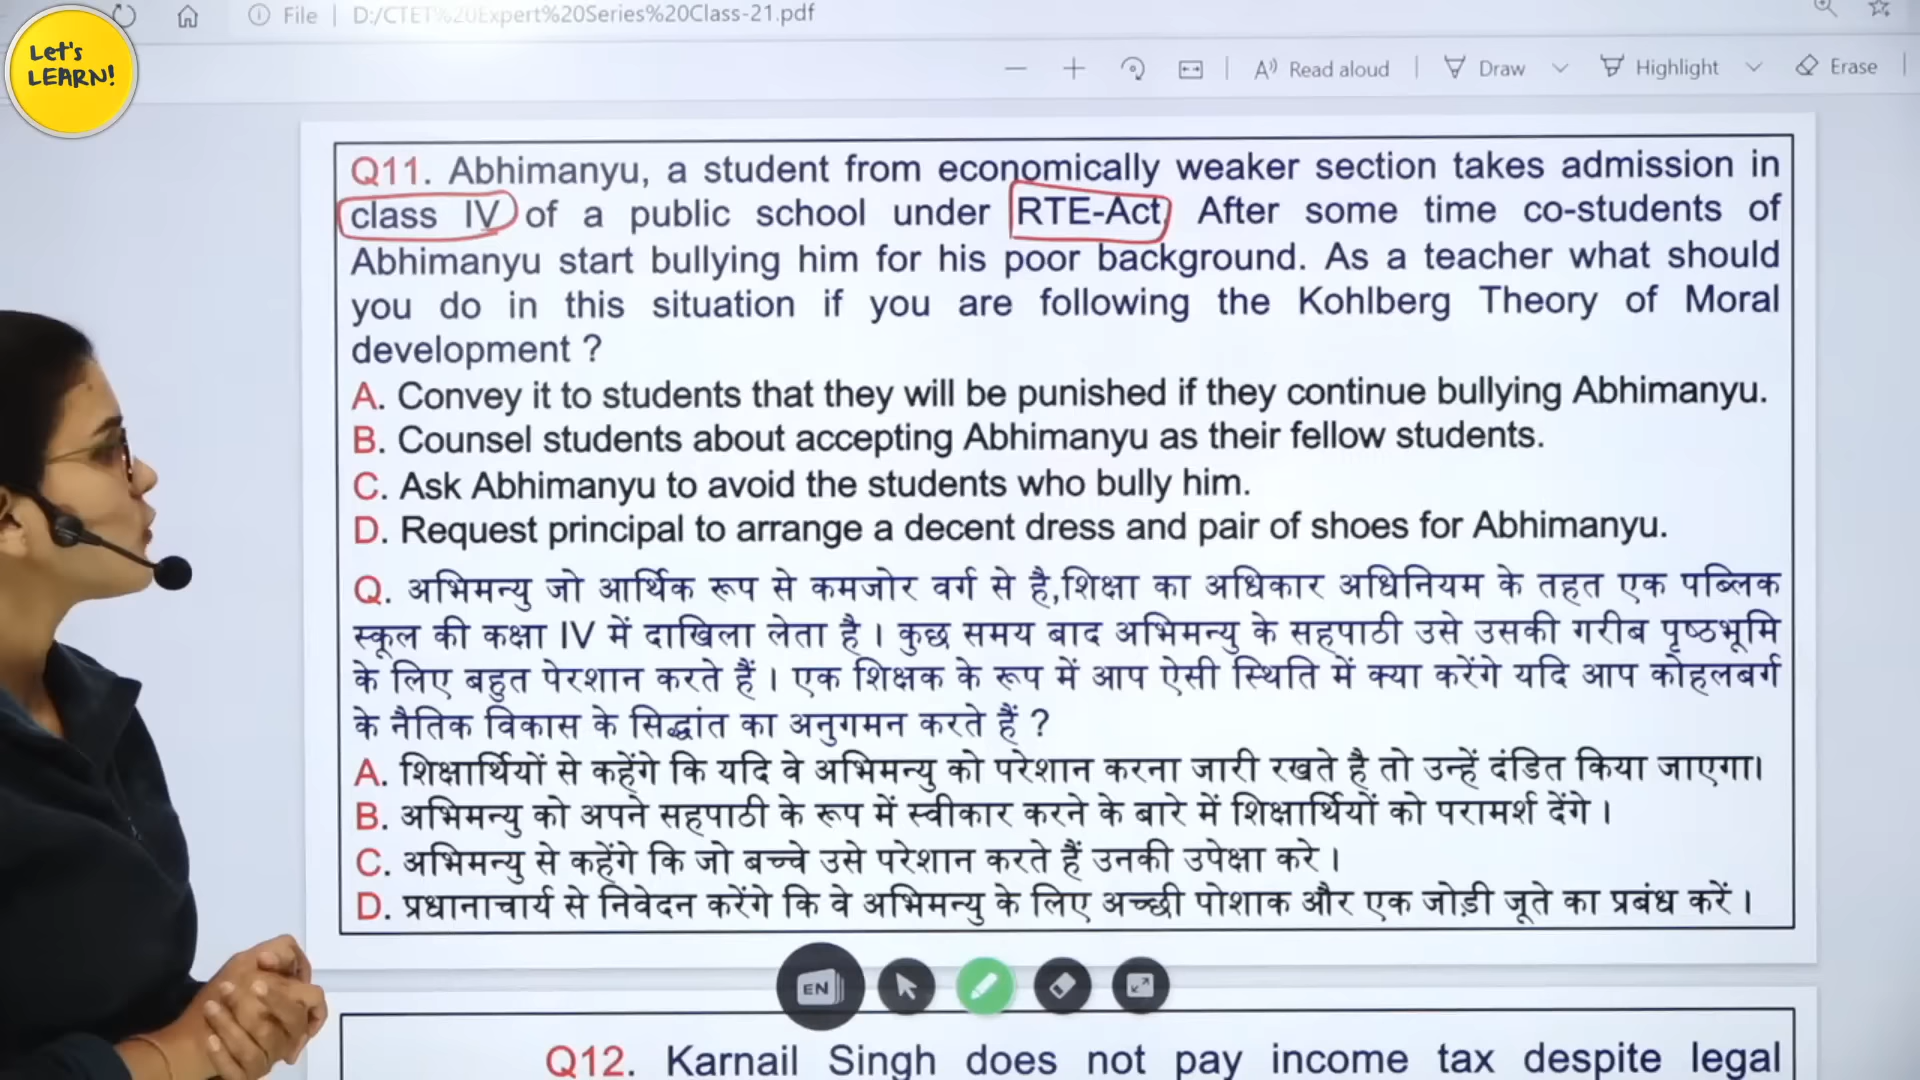 Let's
LEARN!
File | D:/CTET%20Expert%20Series%20Class-21.pdf
Read aloud | Draw Highlight Erase
Q11. Abhimanyu, a student from economically weaker section takes admission in
class IV of a public school under RTE-Act. After some time co-students of
Abhimanyu start bullying him for his poor background. As a teacher what should
you do in this situation if you are following the Kohlberg Theory of Moral
development ?
A. Convey it to students that they will be punished if they continue bullying Abhimanyu.
B. Counsel students about accepting Abhimanyu as their fellow students.
C. Ask Abhimanyu to avoid the students who bully him.
D. Request principal to arrange a decent dress and pair of shoes for Abhimanyu.
Q. अभिमन्यु जो आर्थिक रूप से कमजोर वर्ग से है,शिक्षा का अधिकार अधिनियम के तहत एक पब्लिक
स्कूल की कक्षा IV में दाखिला लेता है । कुछ समय बाद अभिमन्यु के सहपाठी उसे उसकी गरीब पृष्ठभूमि
के लिए बहुत पेरशान करते हैं । एक शिक्षक के रूप में आप ऐसी स्थिति में क्या करेंगे यदि आप कोहलबर्ग
के नैतिक विकास के सिद्धांत का अनुगमन करते हैं ?
A. शिक्षार्थियों से कहेंगे कि यदि वे अभिमन्यु को परेशान करना जारी रखते है तो उन्हें दंडित किया जाएगा।
B. अभिमन्यु को अपने सहपाठी के रूप में स्वीकार करने के बारे में शिक्षार्थियों को परामर्श देंगे ।
C. अभिमन्यु से कहेंगे कि जो बच्चे उसे परेशान करते हैं उनकी उपेक्षा करे ।
D. प्रधानाचार्य से निवेदन करेंगे कि वे अभिमन्यु के लिए अच्छी पोशाक और एक जोड़ी जूते का प्रबंध करें ।
EN
Q12. Karnail Singh does not pay income tax despite legal